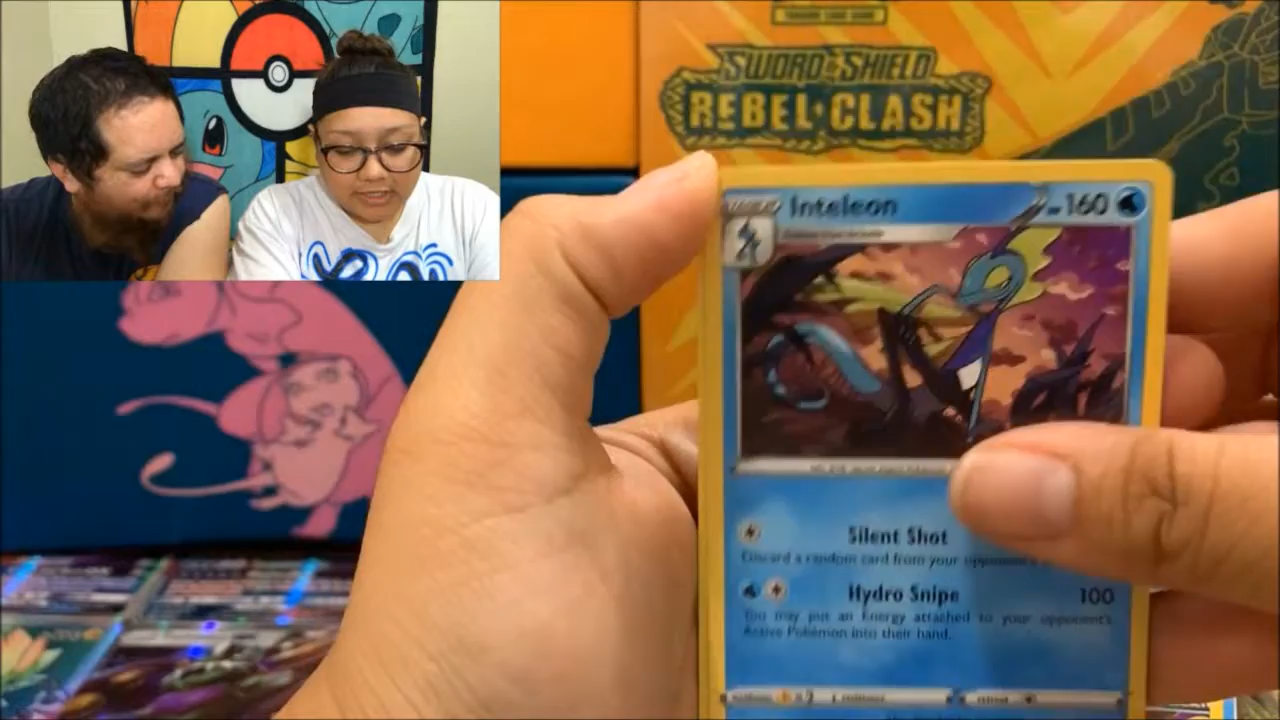 SWORD & SHIELD
REBEL CLASH
Inteleon
160
Silent Shot
Discard a random card from your opponent's
Hydro Snipe 100
You may put an Energy attached to your opponent's
Active Pokémon into their hand.